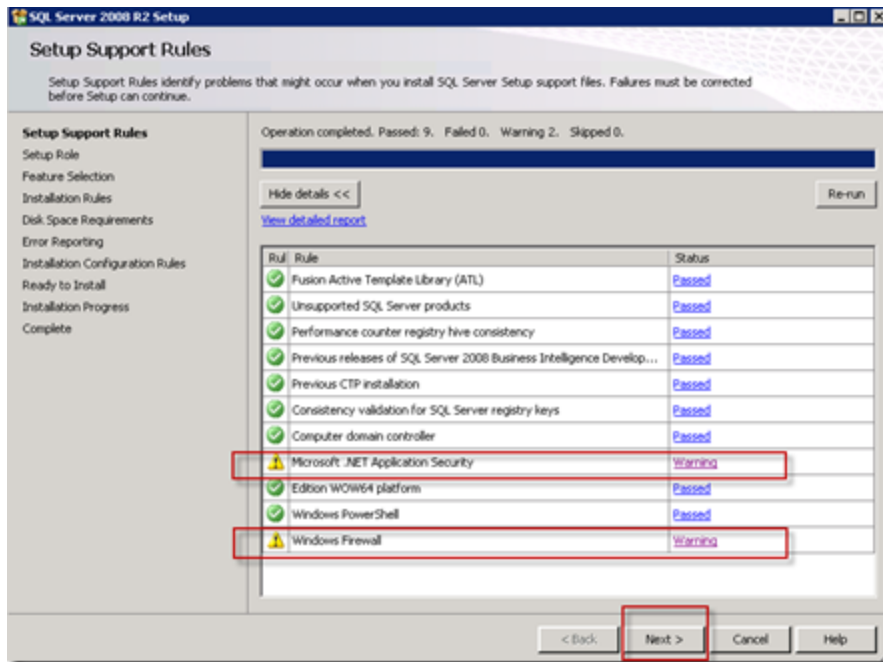 SQL Server 2008 R2 Setup
Setup Support Rules
Setup Support Rules identify problems that might occur when you install SQL Server Setup support files. Failures must be corrected
before Setup can continue.
Setup Support Rules
Setup Role
Feature Selection
Installation Rules
Disk Space Requirements
Error Reporting
Installation Configuration Rules
Ready to Install
Installation Progress
Complete
Operation completed. Passed: 9. Failed 0. Warning 2. Skipped 0.
Hide details <<
Re-run
View detailed report
Rul Rule Status
Fusion Active Template Library (ATL) Passed
Unsupported SQL Server products Passed
Performance counter registry hive consistency Passed
Previous releases of SQL Server 2008 Business Intelligence Develop... Passed
Previous CTP installation Passed
Consistency validation for SQL Server registry keys Passed
Computer domain controller Passed
Microsoft .NET Application Security Warning
Edition WOW64 platform Passed
Windows PowerShell Passed
Windows Firewall Warning
< Back Next > Cancel Help